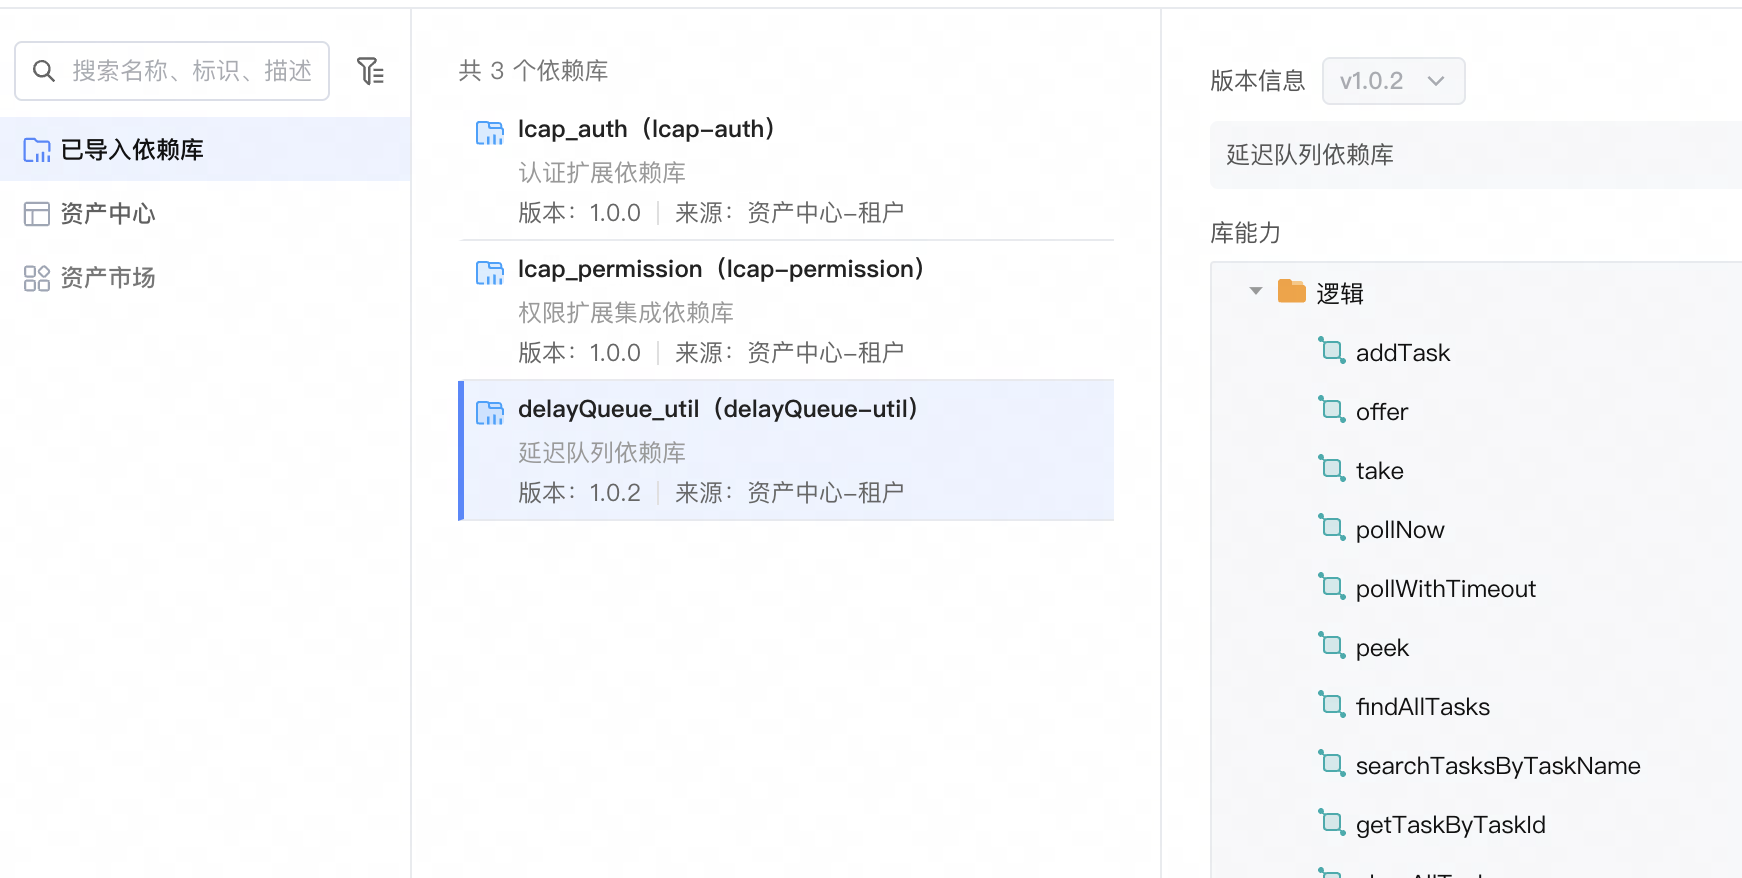 搜索名称、标识、描述
已导入依赖库
资产中心
资产市场
共 3 个依赖库
lcap_auth（lcap-auth）
认证扩展依赖库
版本：1.0.0 | 来源：资产中心-租户
lcap_permission（lcap-permission）
权限扩展集成依赖库
版本：1.0.0 | 来源：资产中心-租户
delayQueue_util（delayQueue-util）
延迟队列依赖库
版本：1.0.2 | 来源：资产中心-租户
版本信息 v1.0.2
延迟队列依赖库
库能力
逻辑
addTask
offer
take
pollNow
pollWithTimeout
peek
findAllTasks
searchTasksByTaskName
getTaskByTaskId